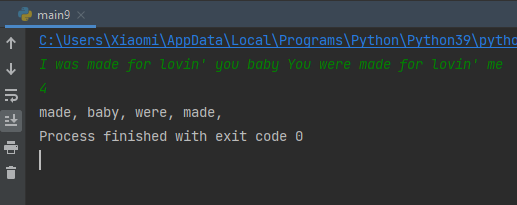 main9
C:\Users\Xiaomi\AppData\Local\Programs\Python\Python39\pytho
I was made for lovin' you baby You were made for lovin' me
4
made, baby, were, made,
Process finished with exit code 0